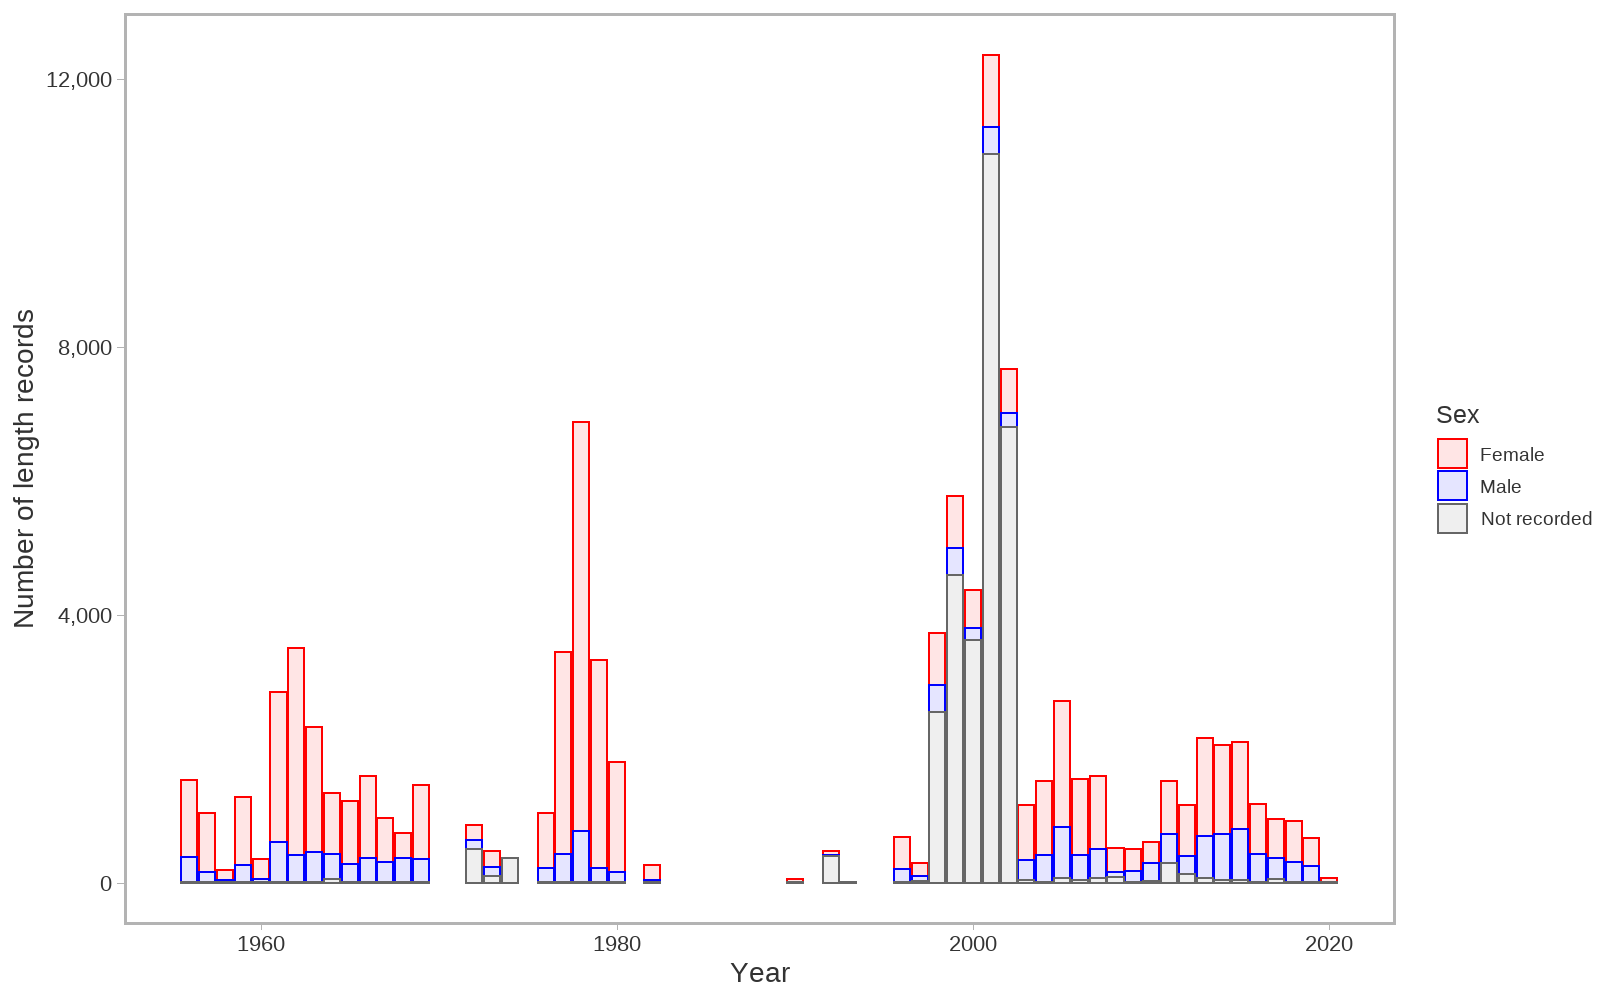 12,000
8,000
4,000
0
Number of length records
1960
1980
2000
2020
Year
Sex
Female
Male
Not recorded